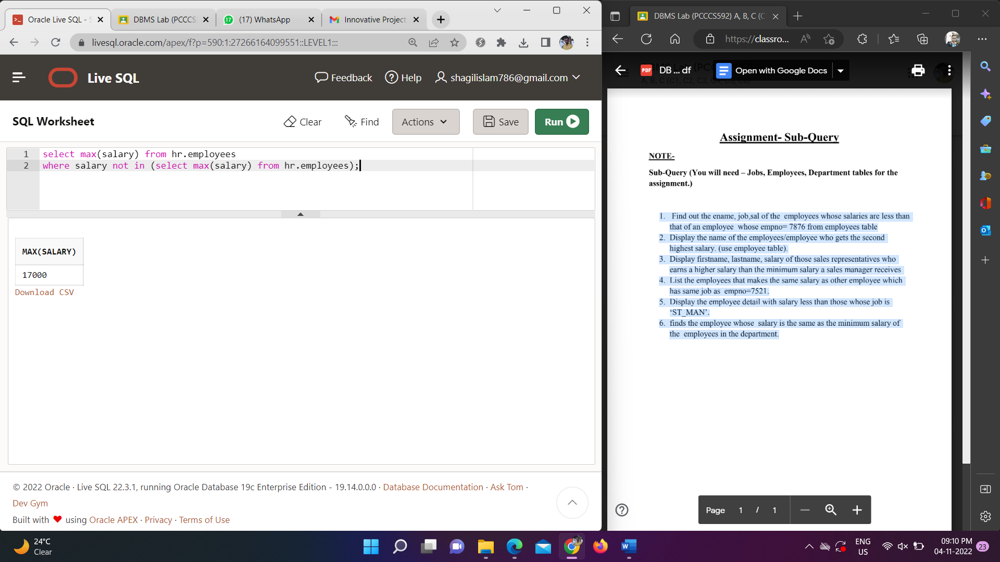 Oracle Live SQL - S
DBMS Lab (PCCCS
17
(17) WhatsApp
Innovative Project
livesql.oracle.com/apex/f?p=590:1:27266164099551::LEVEL1:::
Live SQL
Feedback
Help
shagilislam786@gmail.com
SQL Worksheet
Clear
Find
Actions
Save
Run
1 select max(salary) from hr.employees
2 where salary not in (select max(salary) from hr.employees);
MAX(SALARY)
17000
Download CSV
© 2022 Oracle · Live SQL 22.3.1, running Oracle Database 19c Enterprise Edition - 19.14.0.0.0 · Database Documentation · Ask Tom ·
Dev Gym
Built with ❤ using Oracle APEX · Privacy · Terms of Use
DBMS Lab (PCCCS592) A, B, C (C
https://classro...
PDF
DB ... df
Open with Google Docs
A, B, C (C1, C2, C3, C4, C5, C6)
Assignment- Sub-Query
NOTE-
Sub-Query (You will need – Jobs, Employees, Department tables for the
assignment.)
1. Find out the ename, job,sal of the employees whose salaries are less than
that of an employee whose empno= 7876 from employees table
2. Display the name of the employees/employee who gets the second
highest salary. (use employee table).
3. Display firstname, lastname, salary of those sales representatives who
earns a higher salary than the minimum salary a sales manager receives
4. List the employees that makes the same salary as other employee which
has same job as empno=7521.
5. Display the employee detail with salary less than those whose job is
‘ST_MAN’.
6. finds the employee whose salary is the same as the minimum salary of
the employees in the department.
Page 1 / 1
24°C
Clear
ENG
US
09:10 PM
04-11-2022
23